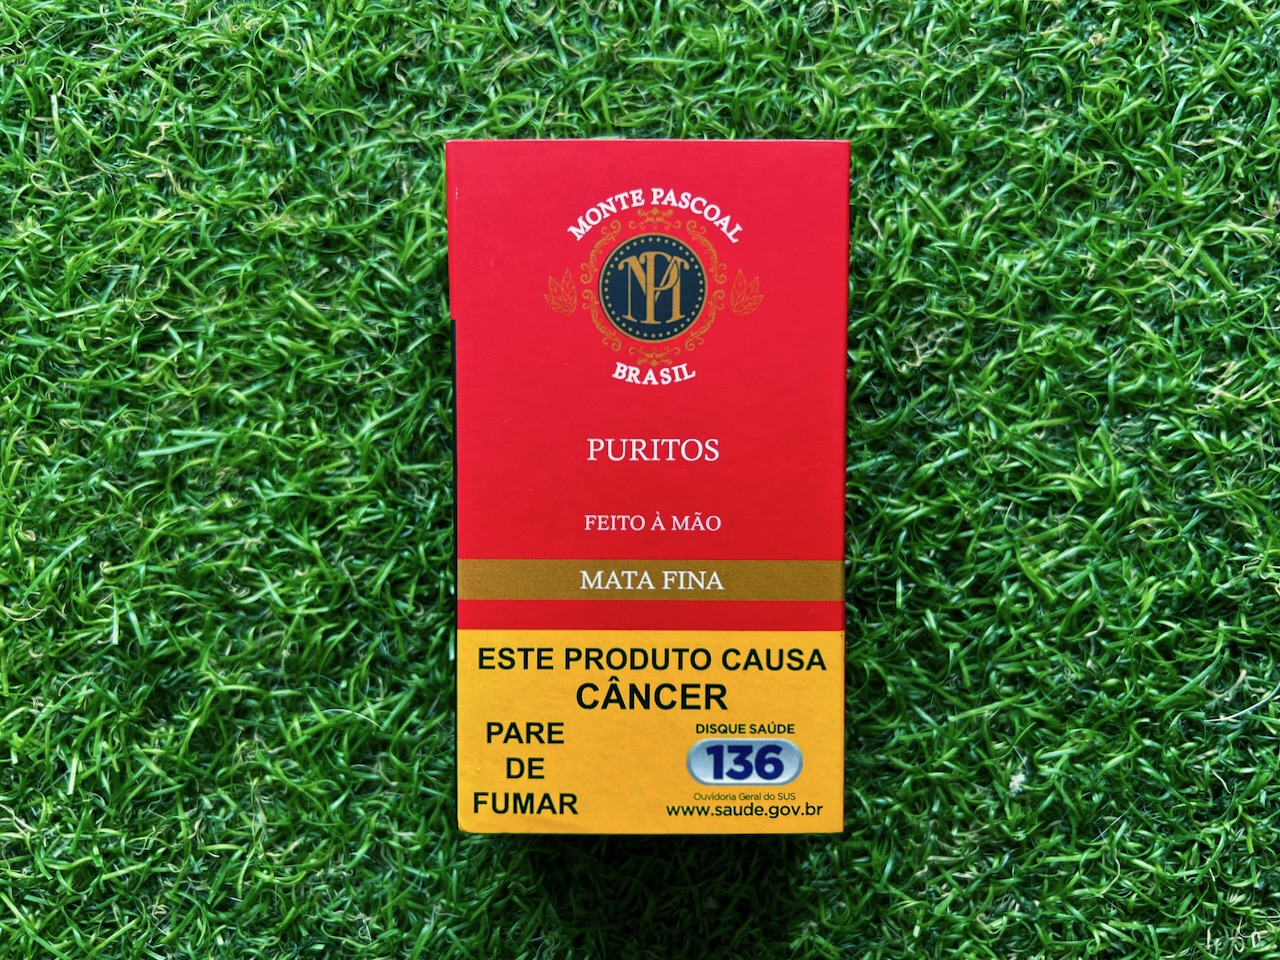 MONTE PASCOAL
MP
BRASIL
PURITOS
FEITO À MÃO
MATA FINA
ESTE PRODUTO CAUSA
CÂNCER
PARE
DE
FUMAR
DISQUE SAÚDE
136
Ouvidoria Geral do SUS
www.saude.gov.br